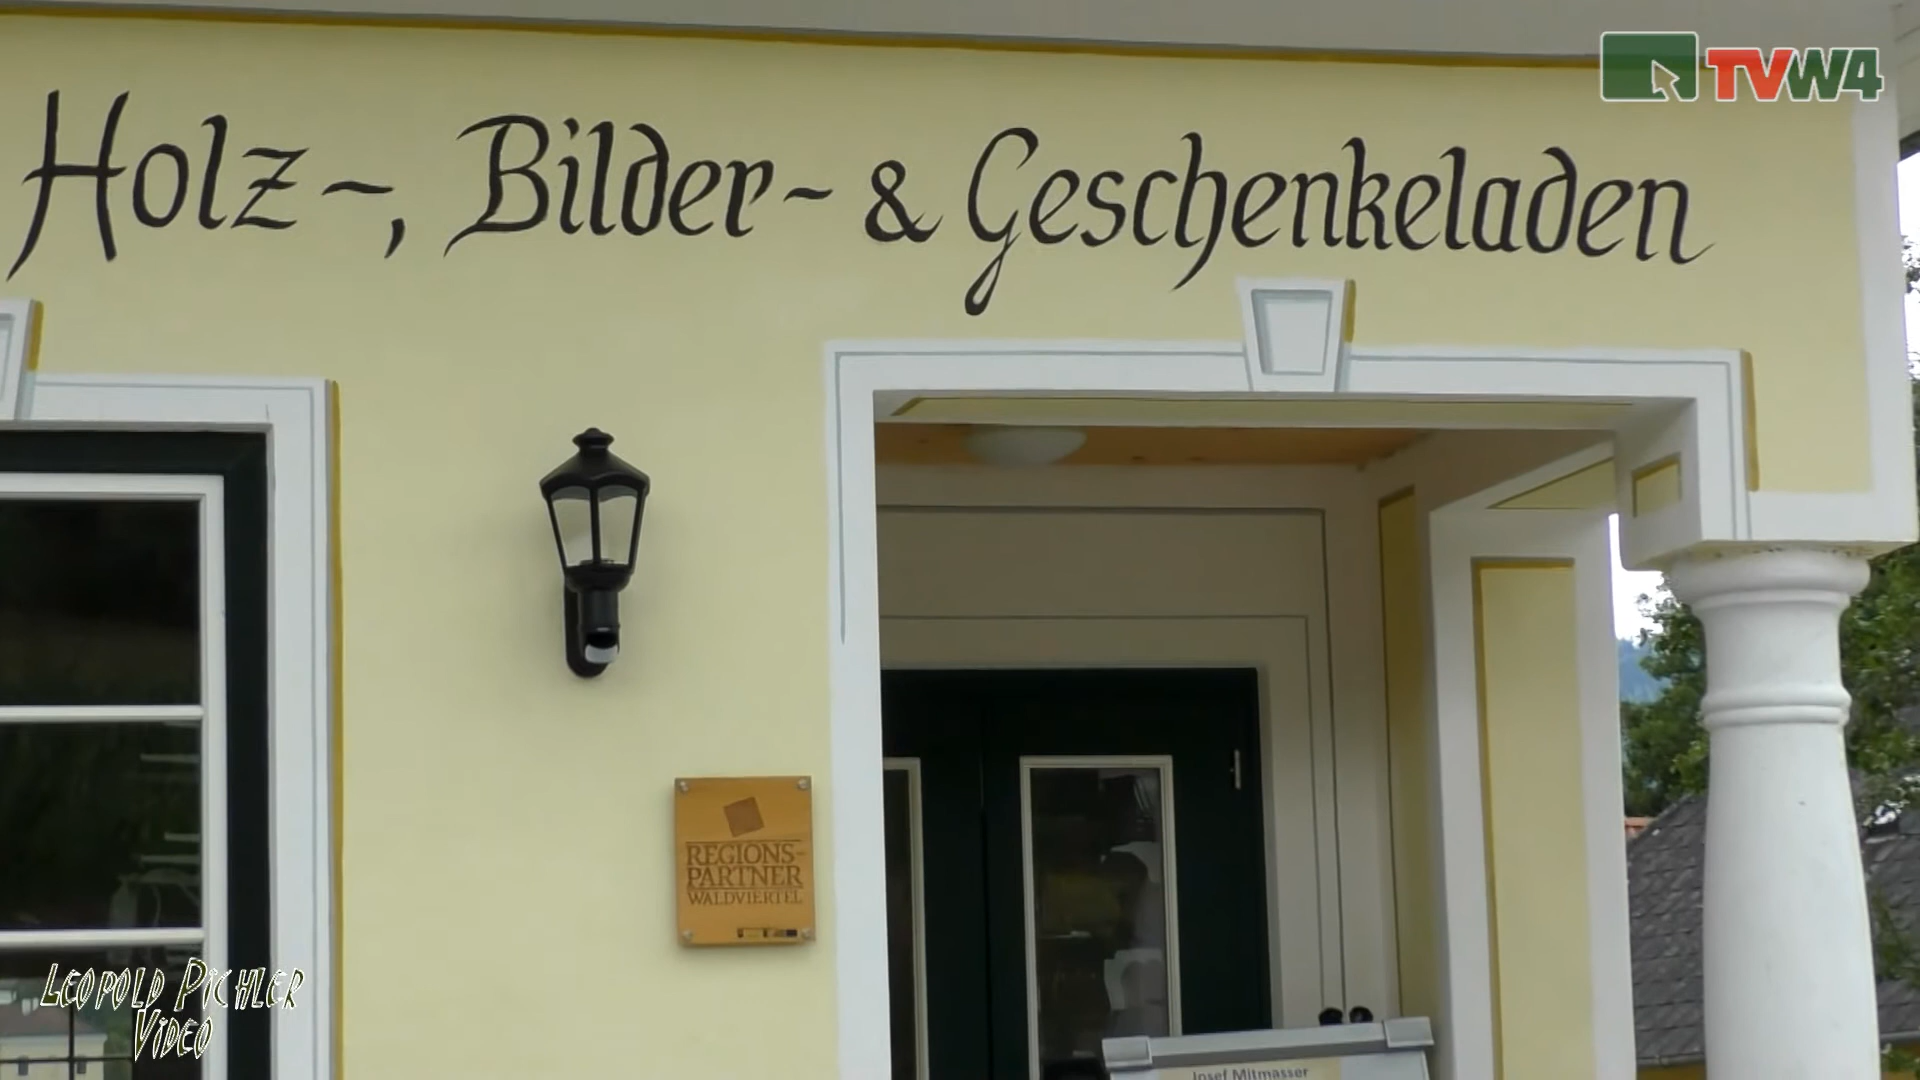 TVW4
Holz-, Bilder- & Geschenkeladen
REGIONS-
PARTNER
WALDVIERTEL
Leopold Pichler
Video
Josef Mitmasser